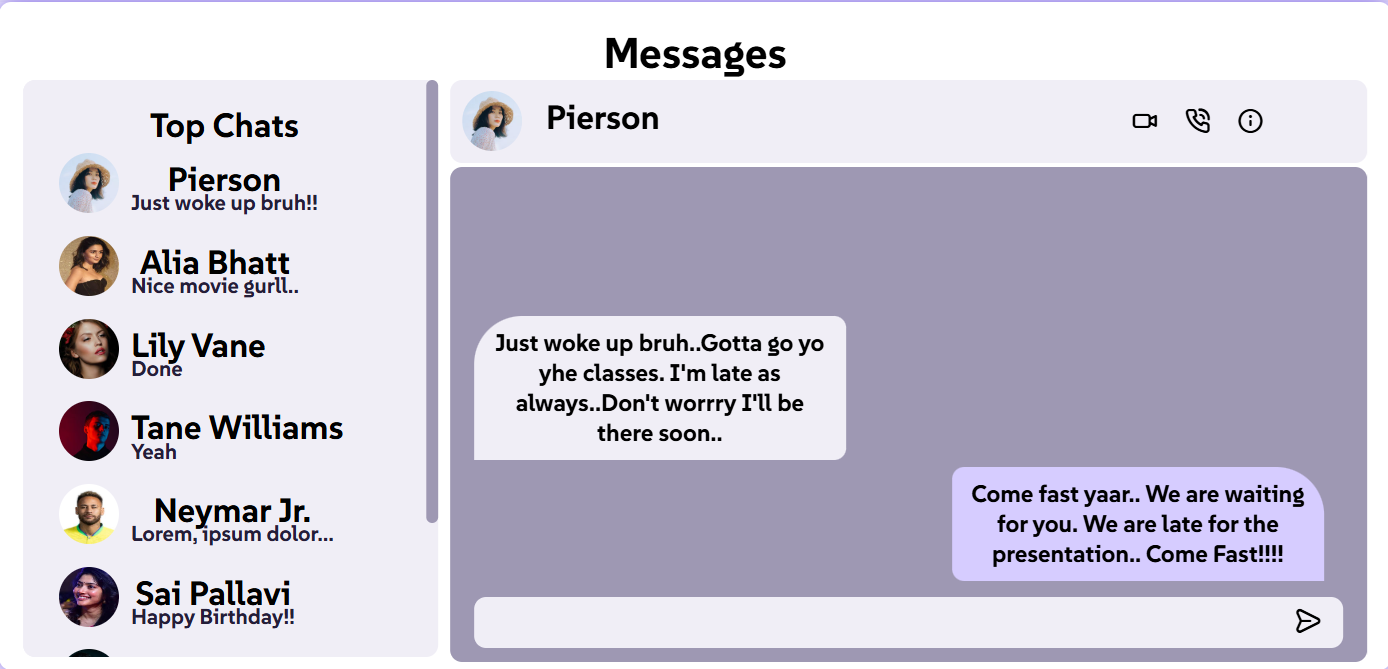 Messages
Top Chats
Pierson
Just woke up bruh!!
Alia Bhatt
Nice movie gurll..
Lily Vane
Done
Tane Williams
Yeah
Neymar Jr.
Lorem, ipsum dolor...
Sai Pallavi
Happy Birthday!!
Pierson
Just woke up bruh..Gotta go yo
yhe classes. I'm late as
always..Don't worrry I'll be
there soon..
Come fast yaar.. We are waiting
for you. We are late for the
presentation.. Come Fast!!!!